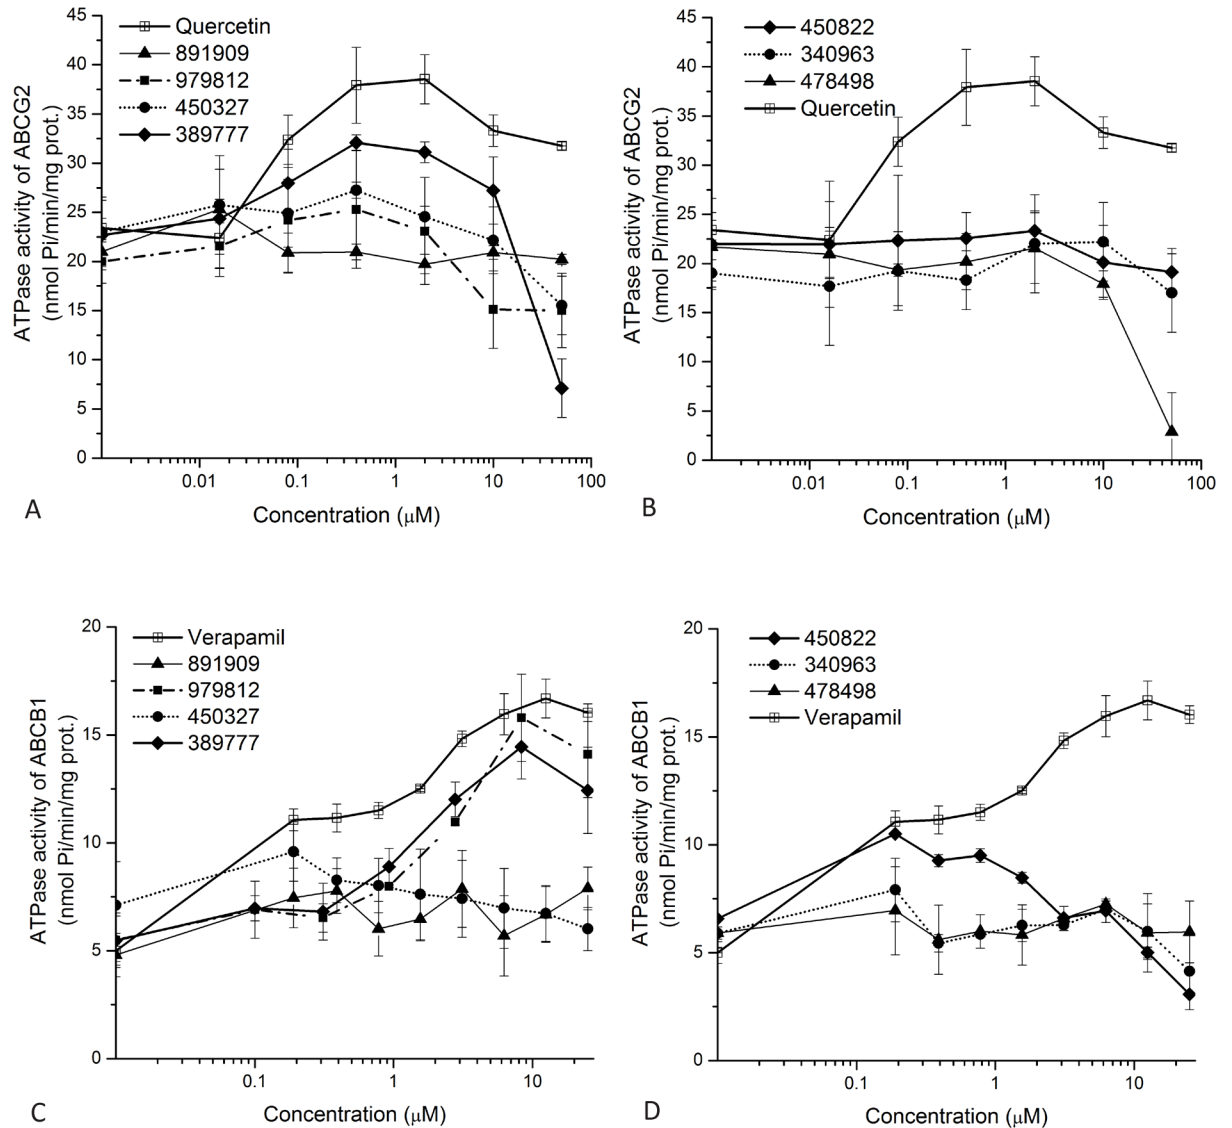 45
40
35
30
25
20
15
10
5
0
ATPase activity of ABCG2
(nmol Pi/min/mg prot.)
Quercetin
891909
979812
450327
389777
0.01 0.1 1 10 100
Concentration (μM)
A
45
40
35
30
25
20
15
10
5
0
ATPase activity of ABCG2
(nmol Pi/min/mg prot.)
450822
340963
478498
Quercetin
0.01 0.1 1 10 100
Concentration (μM)
B
20
15
10
5
0
ATPase activity of ABCB1
(nmol Pi/min/mg prot.)
Verapamil
891909
979812
450327
389777
0.1 1 10
Concentration (μM)
C
20
15
10
5
0
ATPase activity of ABCB1
(nmol Pi/min/mg prot.)
450822
340963
478498
Verapamil
0.1 1 10
Concentration (μM)
D